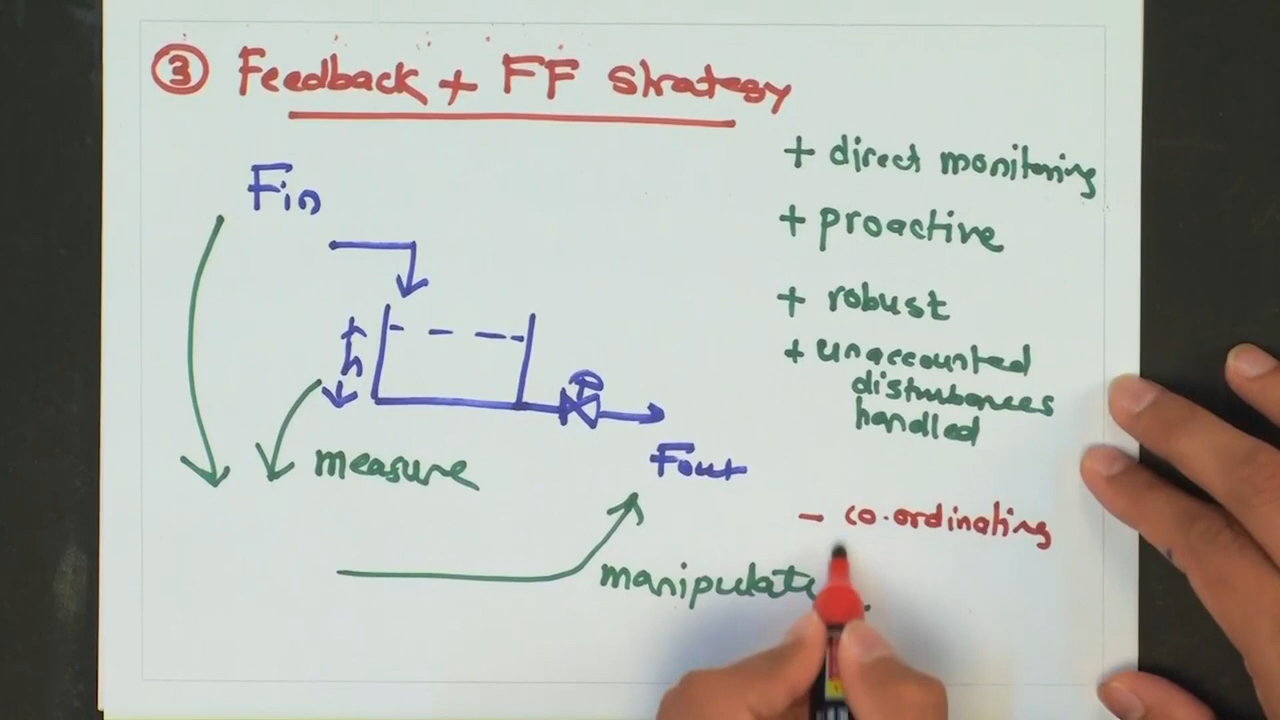 ③ Feedback + FF Strategy
+ direct monitoring
Fin
+ proactive
+ robust
h
+ unaccounted
disturbances
handled
measure
Fout
- co-ordinating
manipulate